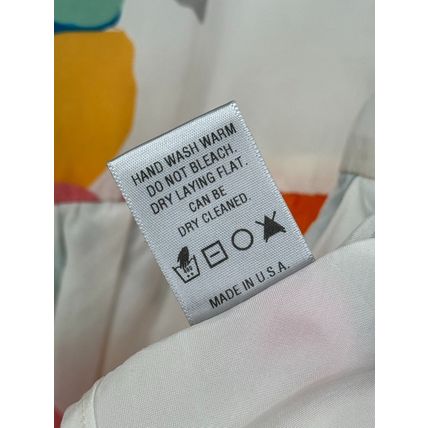 HAND WASH WARM
DO NOT BLEACH.
DRY LAYING FLAT.
CAN BE
DRY CLEANED.
MADE IN U.S.A.